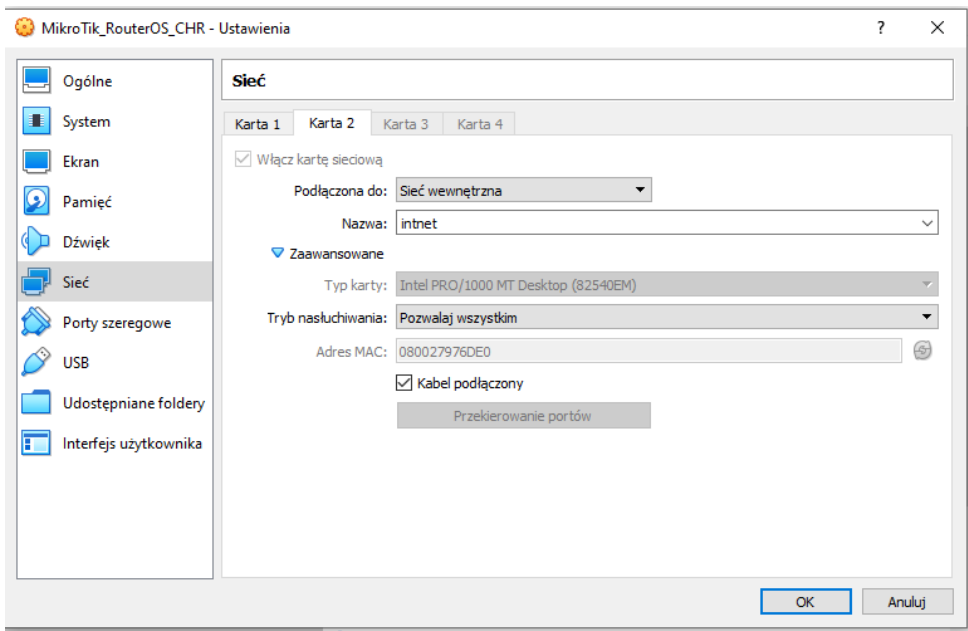 MikroTik_RouterOS_CHR - Ustawienia
?
Ogólne
System
Ekran
Pamięć
Dźwięk
Sieć
Porty szeregowe
USB
Udostępniane foldery
Interfejs użytkownika
Sieć
Karta 1 Karta 2 Karta 3 Karta 4
Włącz kartę sieciową
Podłączona do: Sieć wewnętrzna
Nazwa: intnet
Zaawansowane
Typ karty: Intel PRO/1000 MT Desktop (82540EM)
Tryb nasłuchiwania: Pozwalaj wszystkim
Adres MAC: 080027976DE0
Kabel podłączony
Przekierowanie portów
OK Anuluj